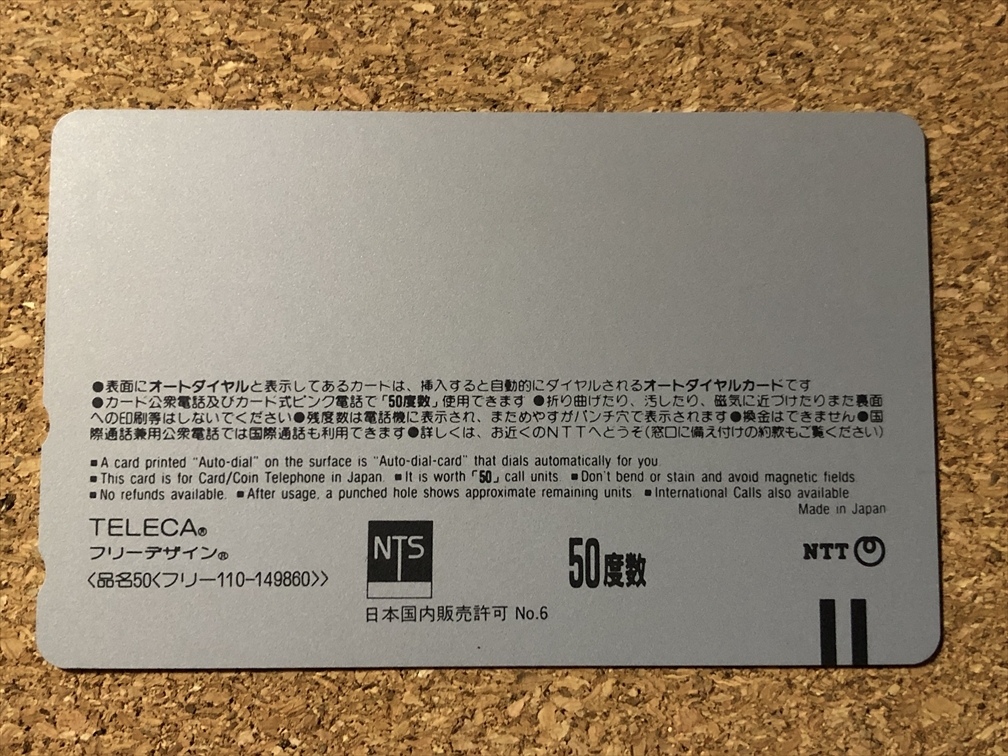 ●表面にオートダイヤルと表示してあるカードは、挿入すると自動的にダイヤルされるオートダイヤルカードです
●カード公衆電話及びカード式ピンク電話で「50度数」使用できます ●折り曲げたり、汚したり、磁気に近づけたりまた裏面
への印刷等はしないでください●残度数は電話機に表示され、まためやすがパンチ穴で表示されます●換金はできません●国
際通話兼用公衆電話では国際通話も利用できます●詳しくは、お近くのNTTへどうぞ(窓口に備え付けの約款もご覧ください)
■A card printed "Auto-dial" on the surface is "Auto-dial-card" that dials automatically for you.
■This card is for Card/Coin Telephone in Japan. ■It is worth「50」call units. ■Don't bend or stain and avoid magnetic fields.
■No refunds available. ■After usage, a punched hole shows approximate remaining units. ■International Calls also available.
Made in Japan
TELECA®
フリーデザイン®
〈品名50〈フリー110-149860〉〉
NTS
日本国内販売許可 No.6
50度数
NTT